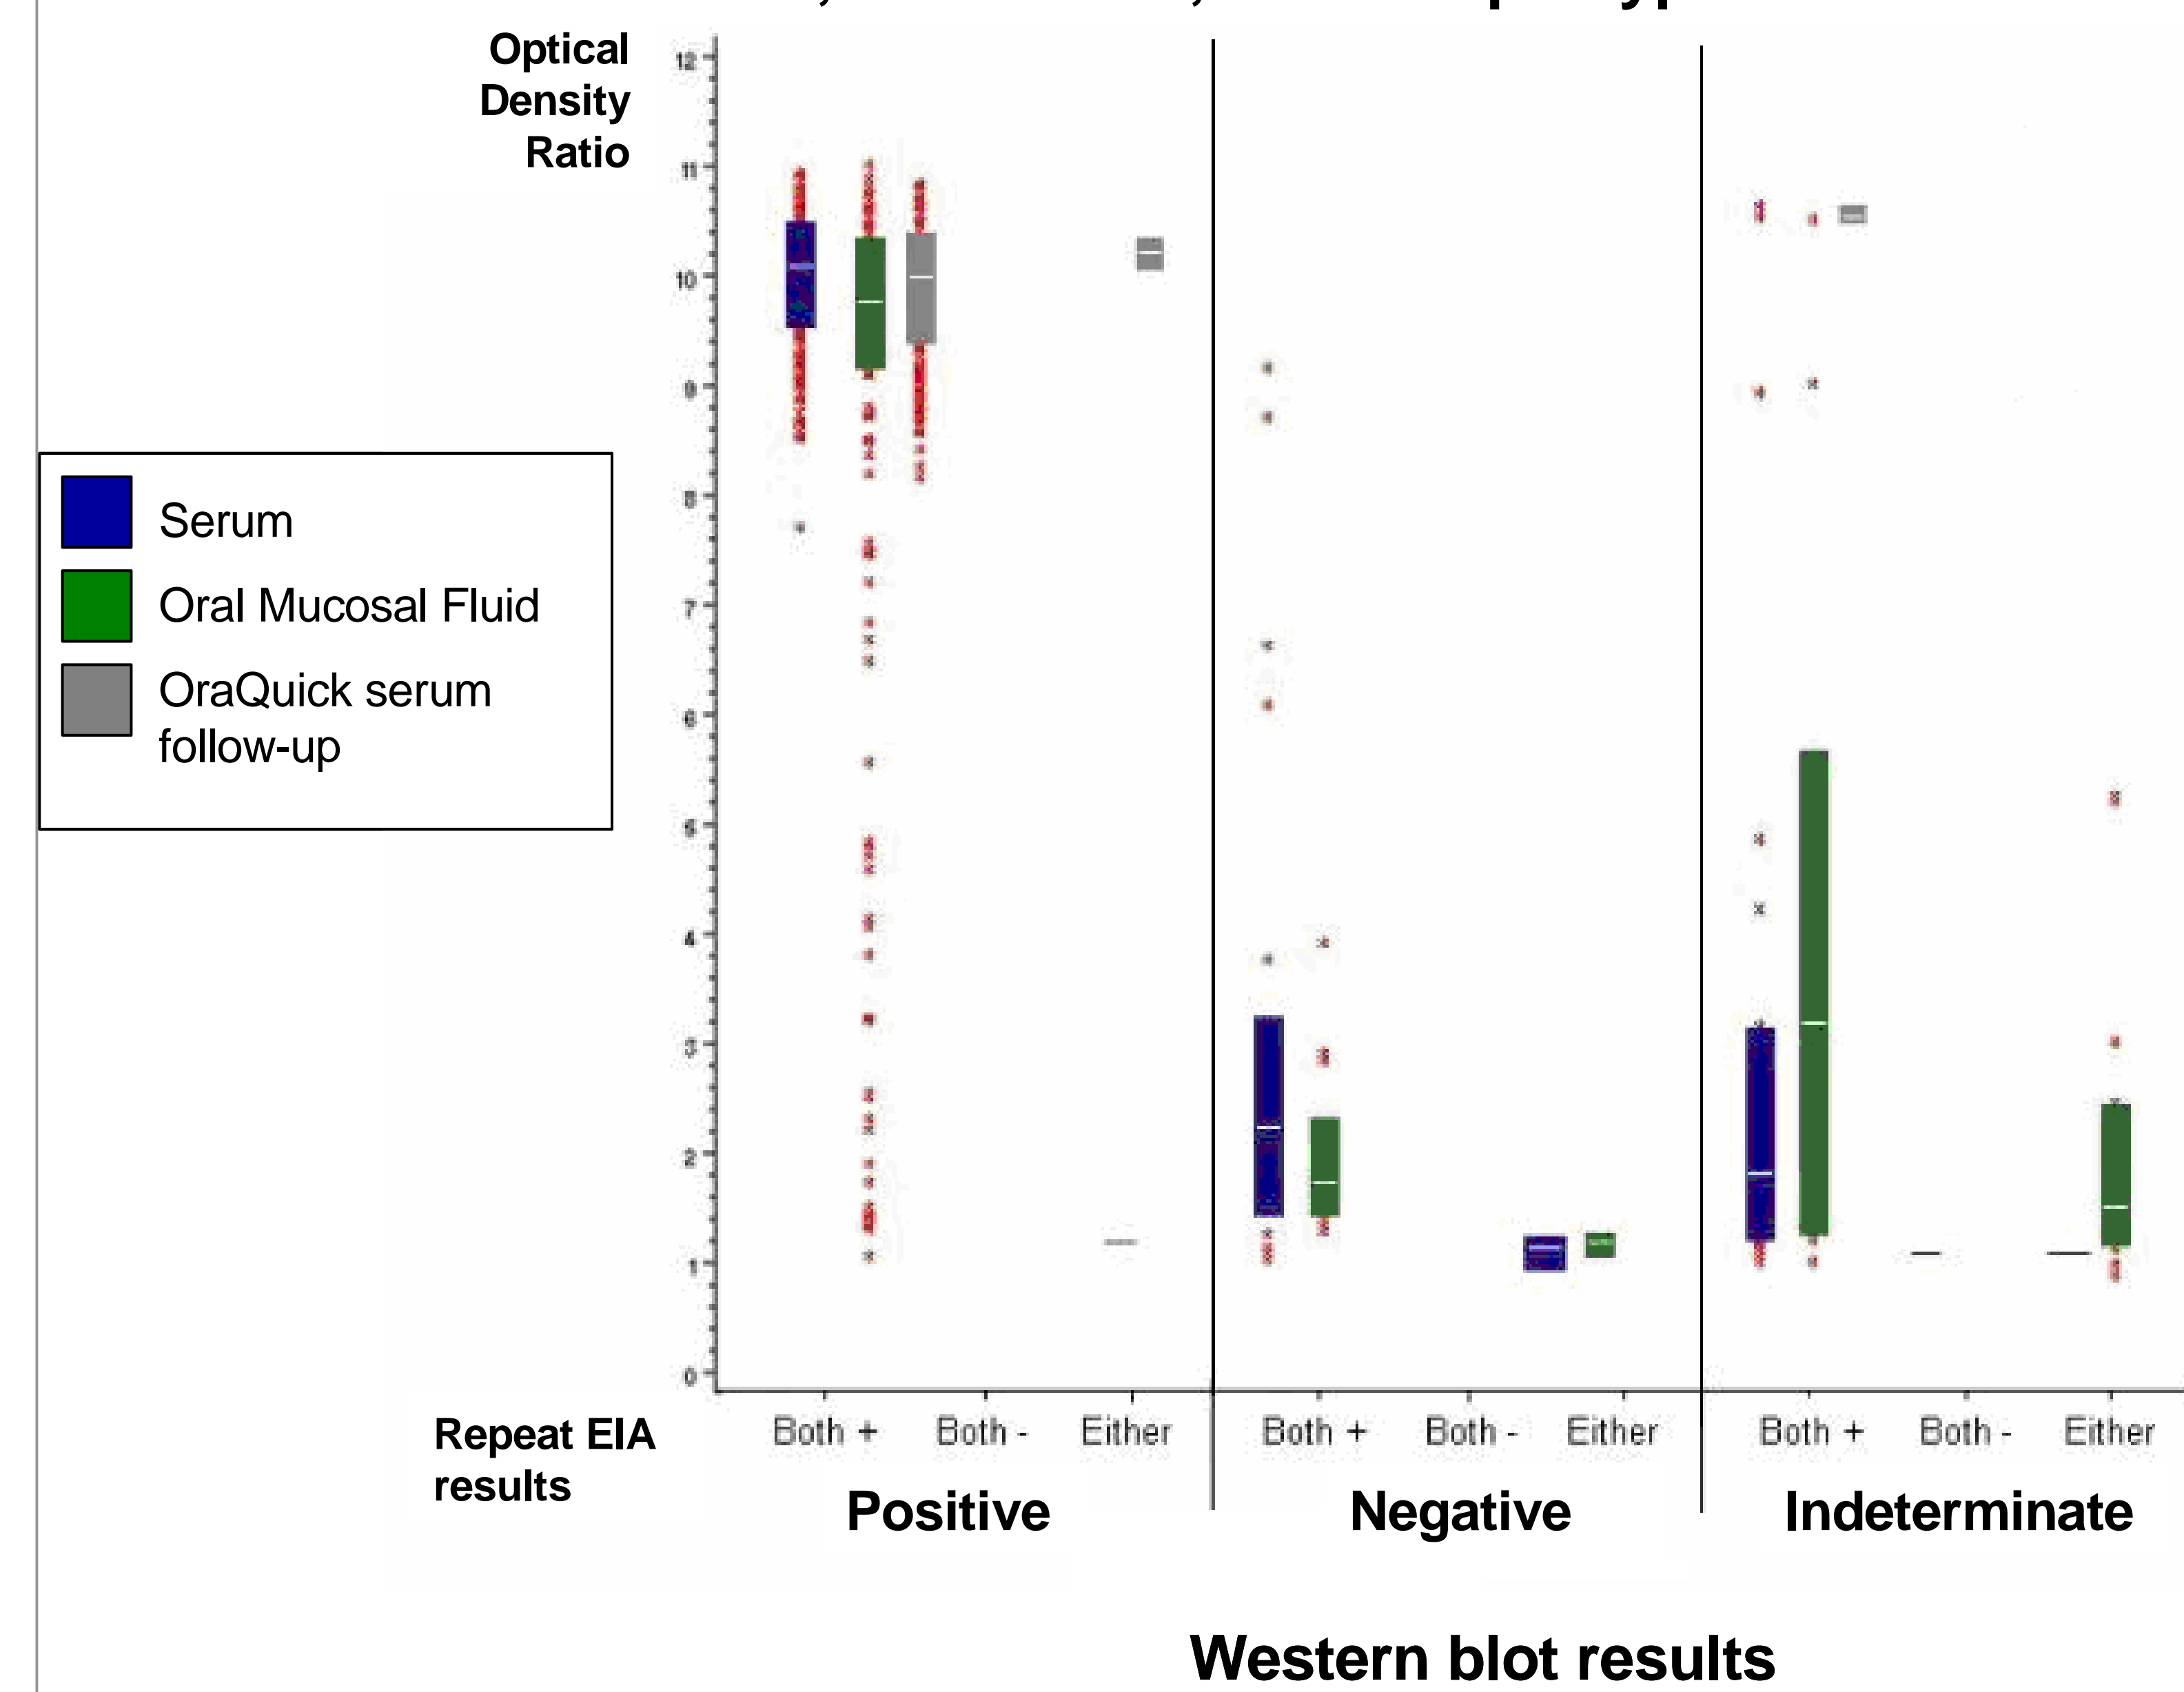 Optical
Density
Ratio
12
11
10
9
8
7
6
5
4
3
2
1
0
Serum
Oral Mucosal Fluid
OraQuick serum
follow-up
Repeat EIA
results
Both + Both - Either Both + Both - Either Both + Both - Either
Positive Negative Indeterminate
Western blot results